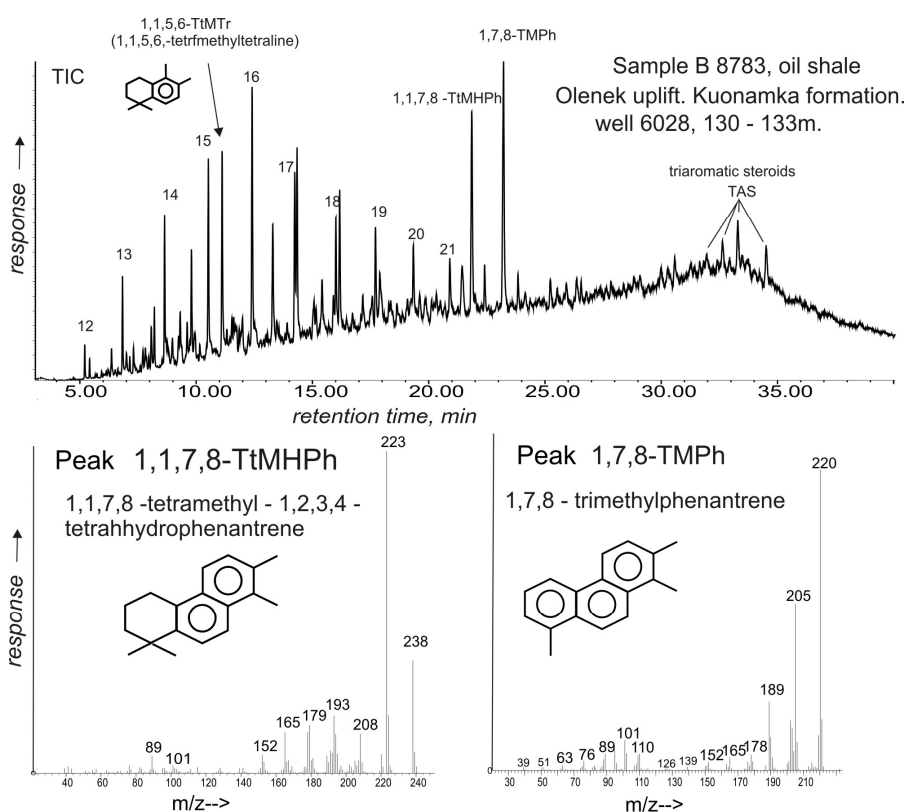 1,1,5,6-TtMTr
(1,1,5,6,-tetrfmethyltetraline)
TIC
1,7,8-TMPh
1,1,7,8 -TtMHPh
Sample B 8783, oil shale
Olenek uplift. Kuonamka formation.
well 6028, 130 - 133m.
triaromatic steroids
TAS
response
12
13
14
15
16
17
18
19
20
21
5.00 10.00 15.00 20.00 25.00 30.00 35.00
retention time, min
Peak 1,1,7,8-TtMHPh
1,1,7,8 -tetramethyl - 1,2,3,4 -
tetrahhydrophenantrene
response
223
238
89
101
152
165
179
193
208
0 40 60 80 100 120 140 160 180 200 220 240
m/z-->
Peak 1,7,8-TMPh
1,7,8 - trimethylphenantrene
220
205
189
39
51
63
76
89
101
110
126
139
152
165
178
0 30 50 70 90 110 130 150 170 190 210
m/z-->